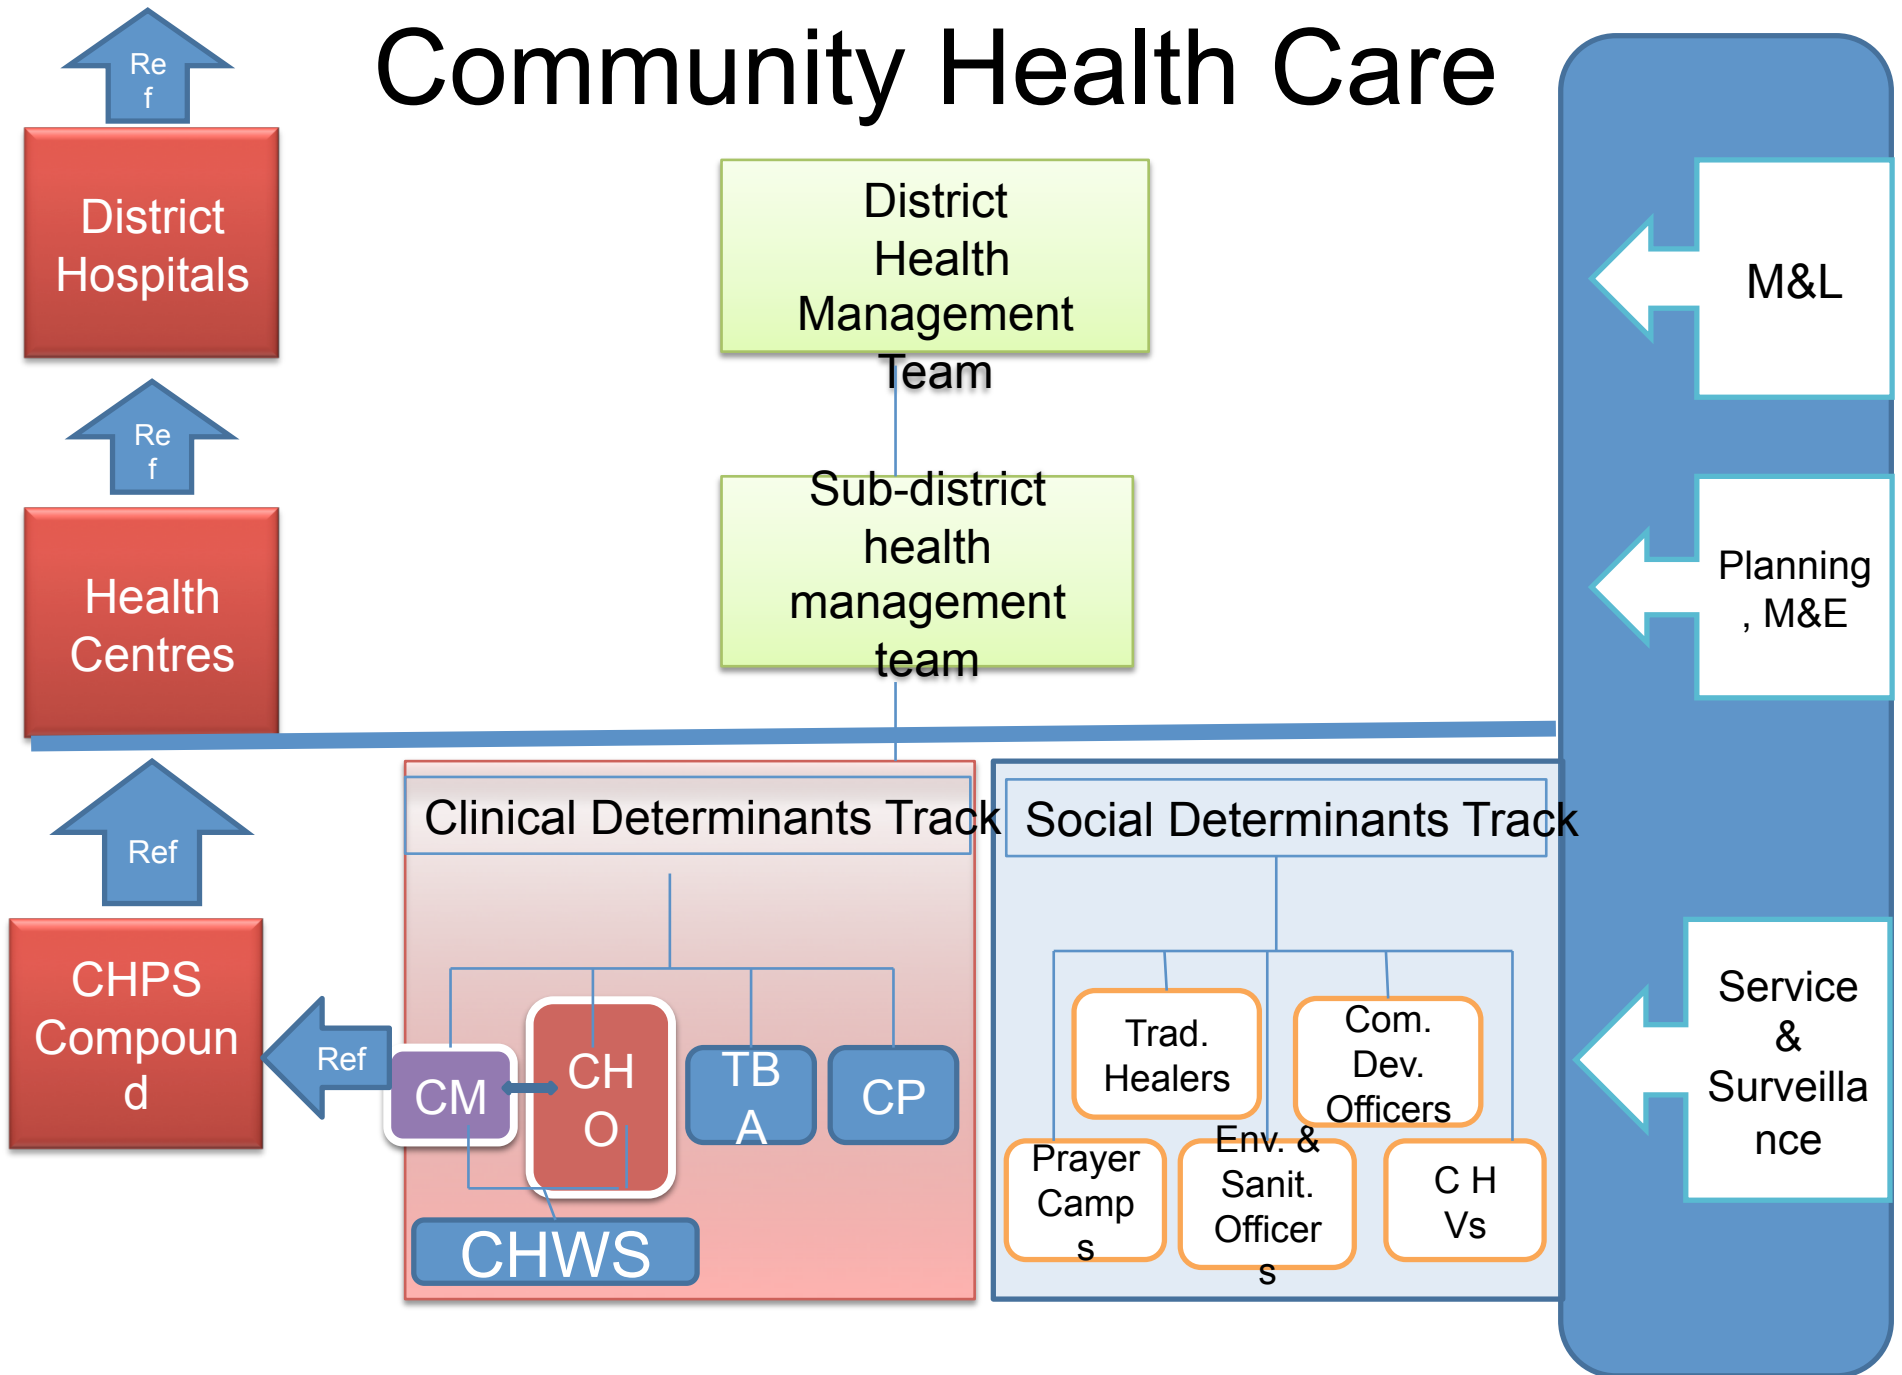 Community Health Care
Re
f
District
Hospitals
Re
f
Health
Centres
Ref
CHPS
Compoun
d
Ref
District
Health
Management
Team
Sub-district
health
management
team
Clinical Determinants Track
CM
CH
O
TB
A
CP
CHWS
Social Determinants Track
Trad.
Healers
Com.
Dev.
Officers
Prayer
Camp
s
Env. &
Sanit.
Officer
s
C H
Vs
M&L
Planning
, M&E
Service
&
Surveilla
nce